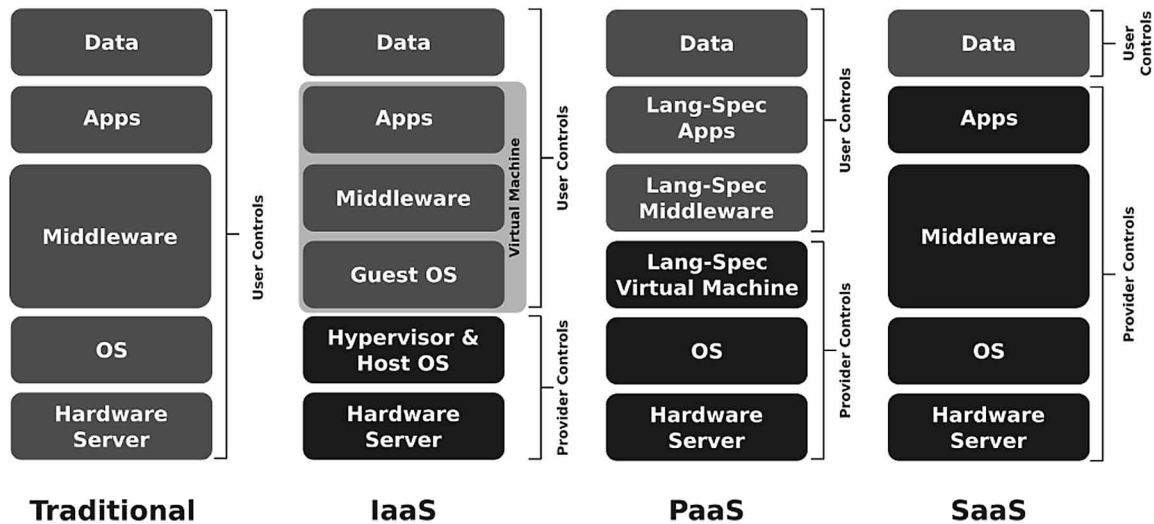 Data
Apps
Middleware
OS
Hardware
Server
User Controls
Traditional
Data
Apps
Middleware
Guest OS
Virtual Machine
Hypervisor &
Host OS
Hardware
Server
User Controls
Provider Controls
IaaS
Data
Lang-Spec
Apps
Lang-Spec
Middleware
Lang-Spec
Virtual Machine
OS
Hardware
Server
User Controls
Provider Controls
PaaS
Data
Apps
Middleware
OS
Hardware
Server
User
Controls
Provider Controls
SaaS